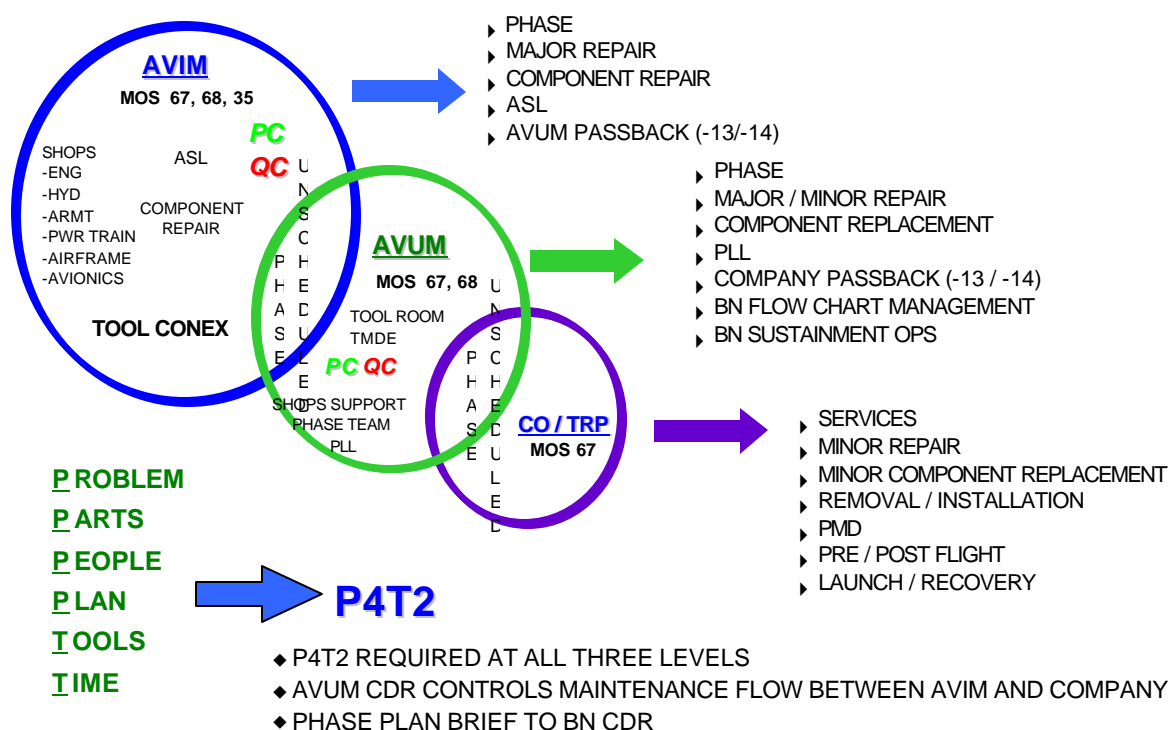 AVIM
MOS 67, 68, 35
PC
QC
SHOPS
-ENG
-HYD
-ARMT
-PWR TRAIN
-AIRFRAME
-AVIONICS
ASL
COMPONENT
REPAIR
TOOL CONEX
PHASE
UNSCHEDULED
PHASE
MAJOR REPAIR
COMPONENT REPAIR
ASL
AVUM PASSBACK (-13/-14)
AVUM
MOS 67, 68
TOOL ROOM
TMDE
PC QC
SHOPS SUPPORT
PHASE TEAM
PLL
PHASE
UNSCHEDULED
PHASE
MAJOR / MINOR REPAIR
COMPONENT REPLACEMENT
PLL
COMPANY PASSBACK (-13 / -14)
BN FLOW CHART MANAGEMENT
BN SUSTAINMENT OPS
CO / TRP
MOS 67
SERVICES
MINOR REPAIR
MINOR COMPONENT REPLACEMENT
REMOVAL / INSTALLATION
PMD
PRE / POST FLIGHT
LAUNCH / RECOVERY
PROBLEM
PARTS
PEOPLE
PLAN
TOOLS
TIME
P4T2
P4T2 REQUIRED AT ALL THREE LEVELS
AVUM CDR CONTROLS MAINTENANCE FLOW BETWEEN AVIM AND COMPANY
PHASE PLAN BRIEF TO BN CDR